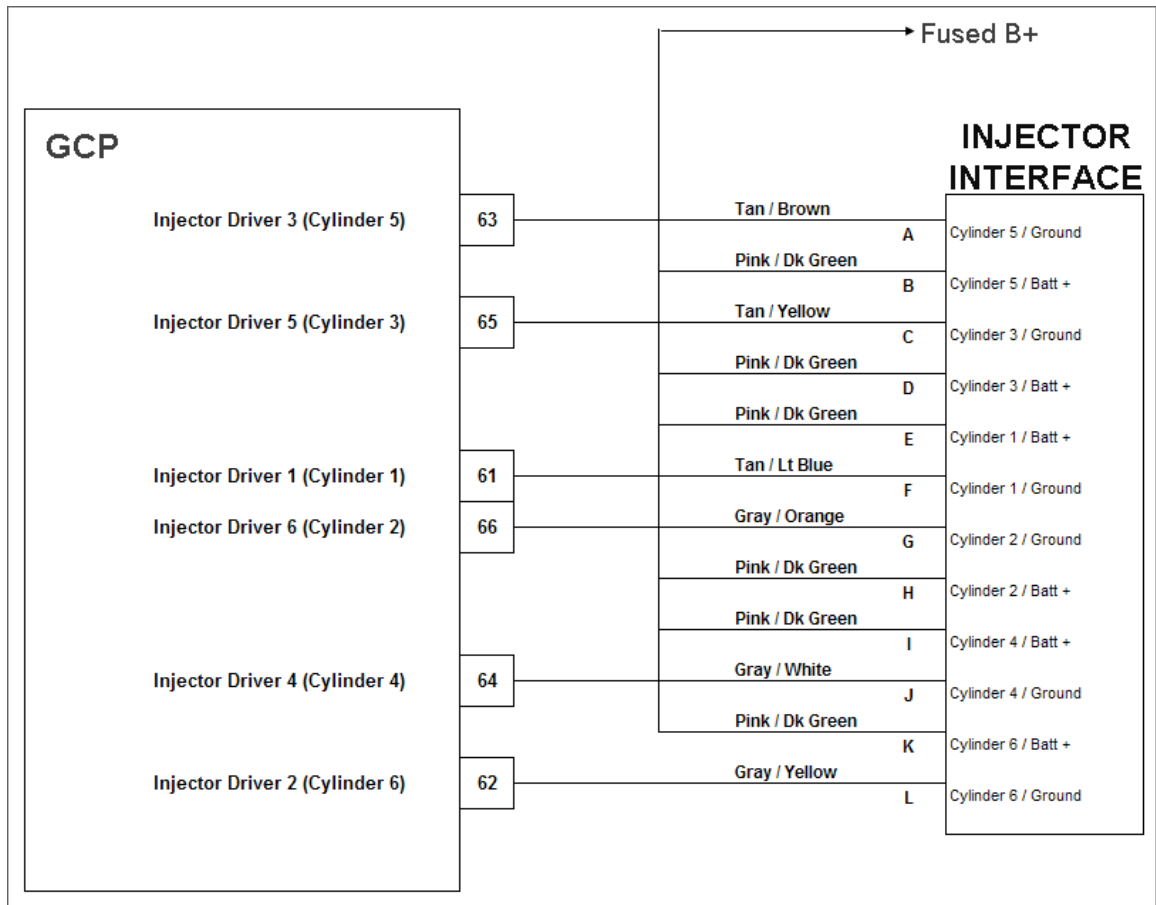 Fused B+
GCP
INJECTOR
INTERFACE
Injector Driver 3 (Cylinder 5)
63
Tan / Brown
A
Cylinder 5 / Ground
Pink / Dk Green
B
Cylinder 5 / Batt +
Injector Driver 5 (Cylinder 3)
65
Tan / Yellow
C
Cylinder 3 / Ground
Pink / Dk Green
D
Cylinder 3 / Batt +
Pink / Dk Green
E
Cylinder 1 / Batt +
Injector Driver 1 (Cylinder 1)
61
Tan / Lt Blue
F
Cylinder 1 / Ground
Injector Driver 6 (Cylinder 2)
66
Gray / Orange
G
Cylinder 2 / Ground
Pink / Dk Green
H
Cylinder 2 / Batt +
Pink / Dk Green
I
Cylinder 4 / Batt +
Injector Driver 4 (Cylinder 4)
64
Gray / White
J
Cylinder 4 / Ground
Pink / Dk Green
K
Cylinder 6 / Batt +
Injector Driver 2 (Cylinder 6)
62
Gray / Yellow
L
Cylinder 6 / Ground